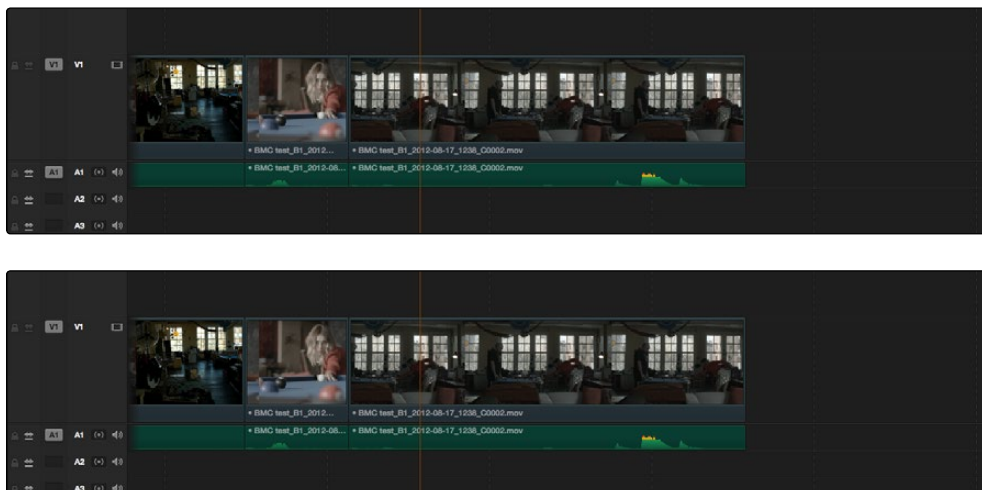 V1 V1
• BMC test_B1_2012... • BMC test_B1_2012-08-17_1238_C0002.mov
A1 A1 • BMC test_B1_2012-08... • BMC test_B1_2012-08-17_1238_C0002.mov
A2
A3
V1 V1
• BMC test_B1_2012... • BMC test_B1_2012-08-17_1238_C0002.mov
A1 A1 • BMC test_B1_2012-08... • BMC test_B1_2012-08-17_1238_C0002.mov
A2
A3